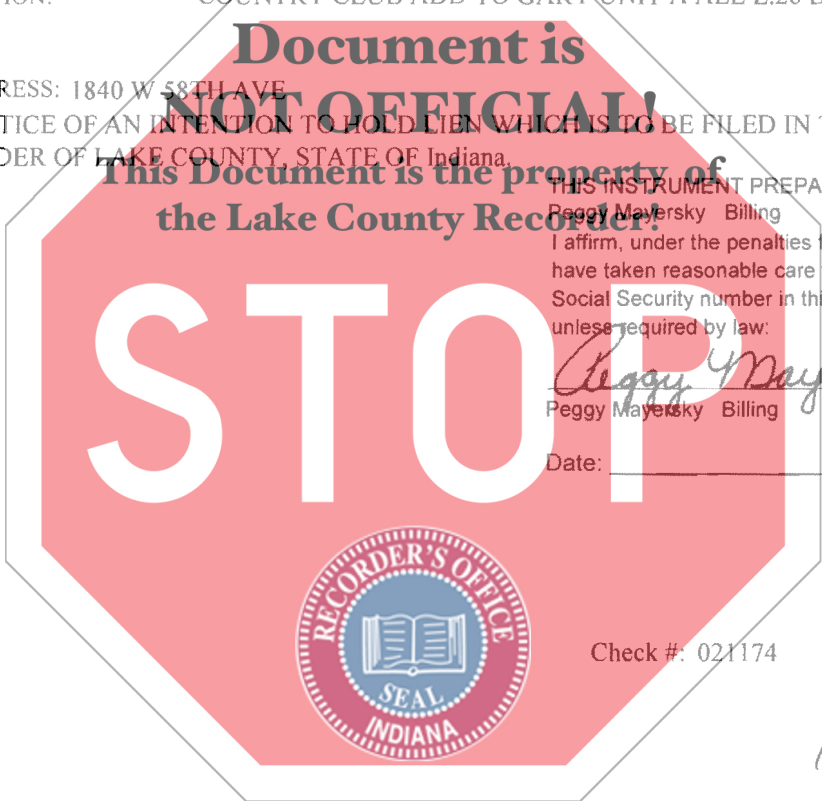 COUNTRY CLUB ADD TO GARY UNIT A ALL
Document is
RESS: 1840 W 58TH AVE
NOT OFFICIAL!
TICE OF AN INTENTION TO HOLD LIEN WHICH IS TO BE FILED IN
DER OF LAKE COUNTY, STATE OF Indiana,
This Document is the property of
the Lake County Recorder!
THIS INSTRUMENT PREPA
Peggy Mayersky Billing
I affirm, under the penalties f
have taken reasonable care
Social Security number in thi
unless required by law:
Peggy May
Peggy Mayersky Billing
Date:
STOP
RECORDER'S OFFICE
SEAL
INDIANA
Check #: 021174